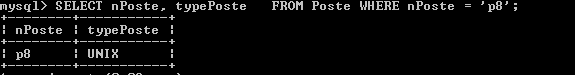 mysql> SELECT nPoste, typePoste   FROM Poste WHERE nPoste = 'p8';
+--------+-----------+
| nPoste | typePoste |
+--------+-----------+
| p8     | UNIX      |
+--------+-----------+